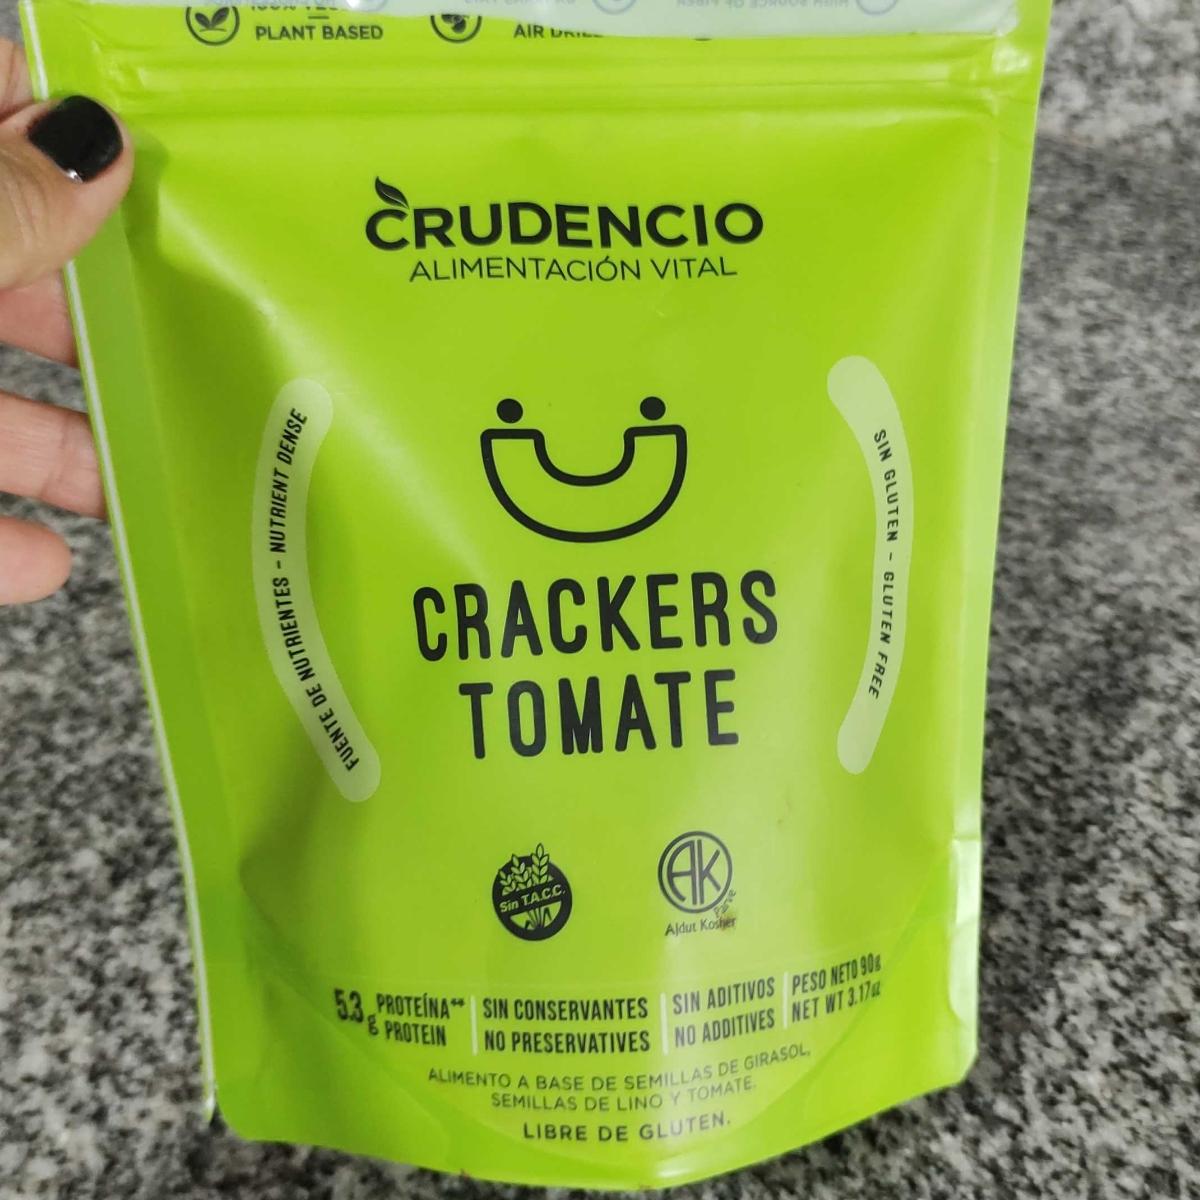 PLANT BASED
CRUDENCIO
ALIMENTACIÓN VITAL
FUENTE DE NUTRIENTES - NUTRIENT DENSE
SIN GLUTEN - GLUTEN FREE
CRACKERS
TOMATE
Sin T.A.C.C.
AK
Parve
Ajdut Kosher
5.3 g PROTEÍNA**
PROTEIN
SIN CONSERVANTES
NO PRESERVATIVES
SIN ADITIVOS
NO ADDITIVES
PESO NETO 90g
NET WT 3.17oz
ALIMENTO A BASE DE SEMILLAS DE GIRASOL,
SEMILLAS DE LINO Y TOMATE.
LIBRE DE GLUTEN.